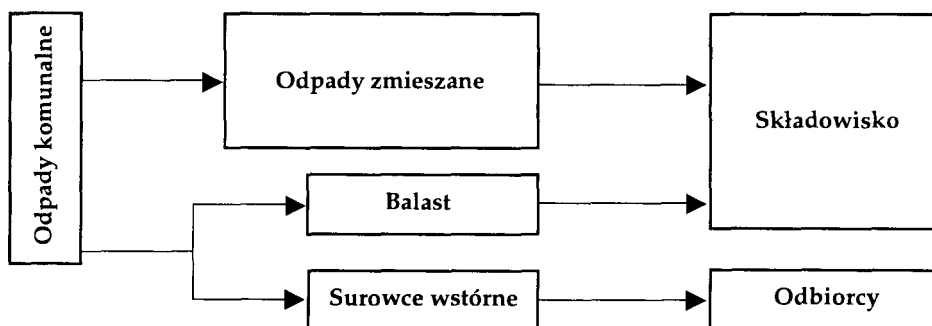 Odpady komunalne
Odpady zmieszane
Składowisko
Balast
Surowce wstórne
Odbiorcy